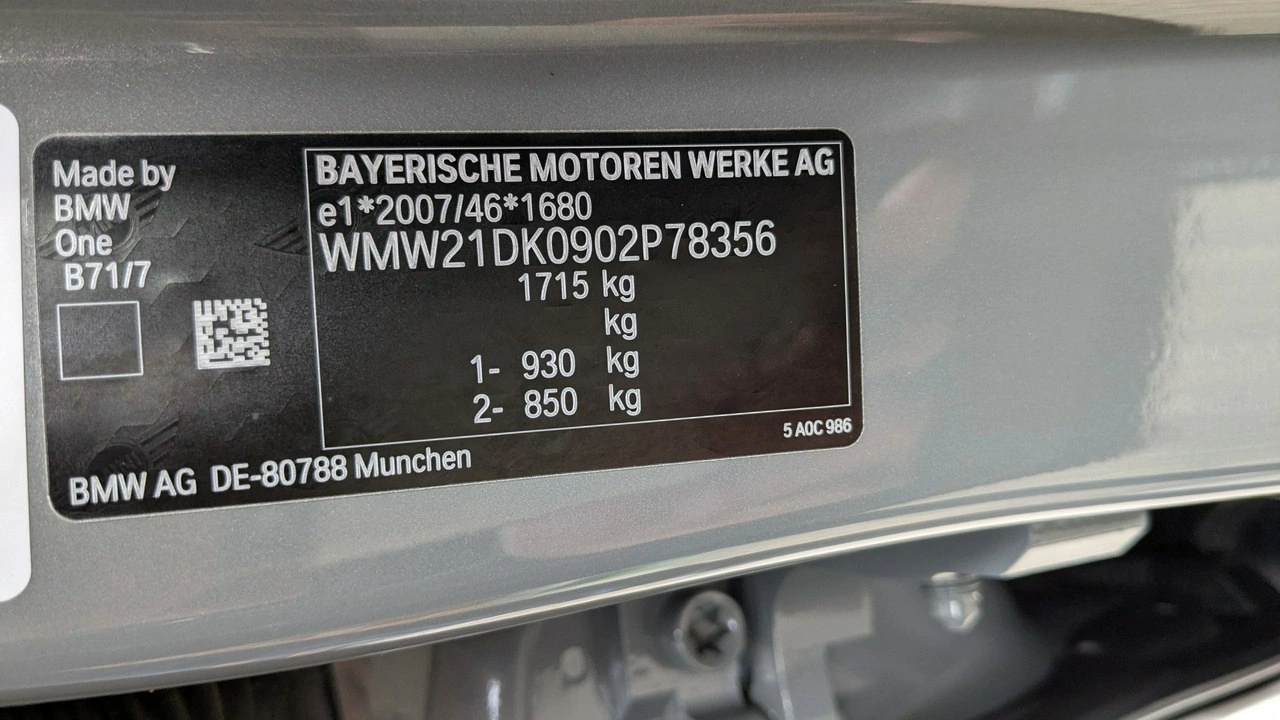 Made by
BMW
One
B71/7
BAYERISCHE MOTOREN WERKE AG
e1*2007/46*1680
WMW21DK0902P78356
1715 kg
kg
1- 930 kg
2- 850 kg
5 A0C 986
BMW AG DE-80788 Munchen